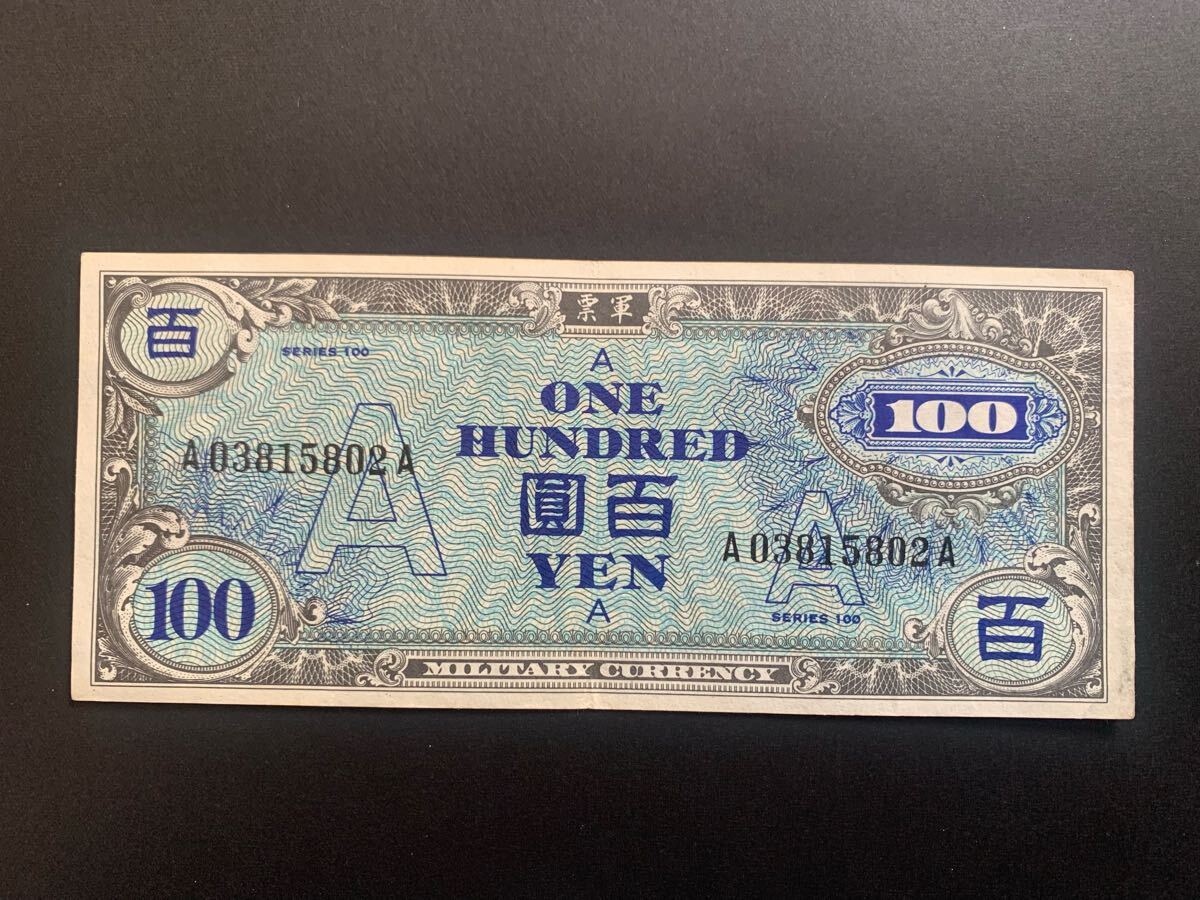 票軍
百
SERIES 100
A
ONE
100
HUNDRED
A03815802A
A
圓百
A03815802A
A
YEN
A
SERIES 100
100
百
MILITARY CURRENCY